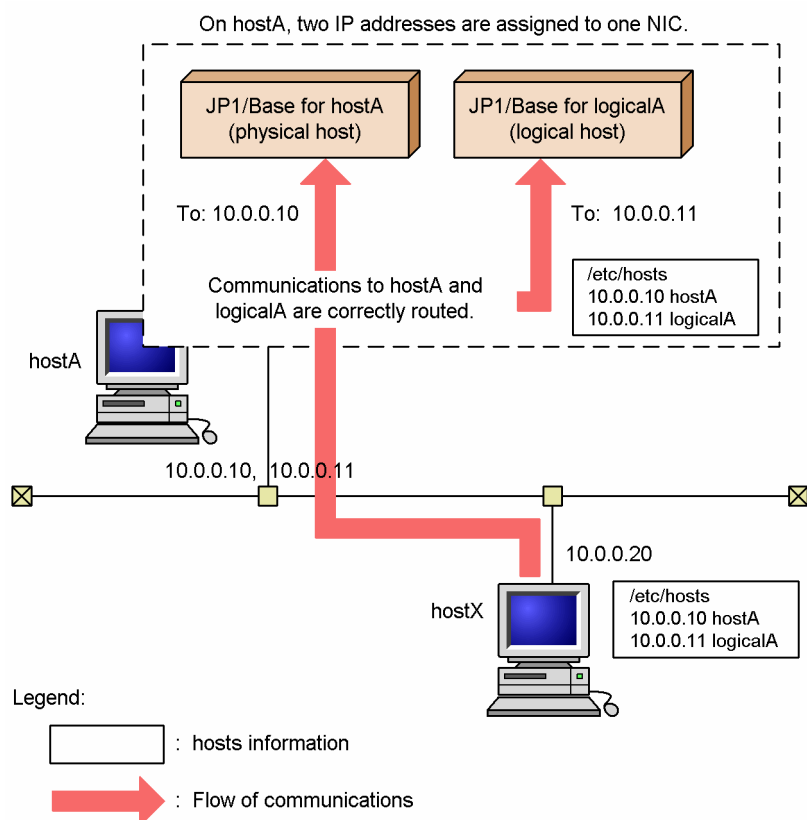 On hostA, two IP addresses are assigned to one NIC.
JP1/Base for hostA
(physical host)
JP1/Base for logicalA
(logical host)
To: 10.0.0.10
To: 10.0.0.11
Communications to hostA and
logicalA are correctly routed.
/etc/hosts
10.0.0.10 hostA
10.0.0.11 logicalA
hostA
10.0.0.10, 10.0.0.11
10.0.0.20
hostX
/etc/hosts
10.0.0.10 hostA
10.0.0.11 logicalA
Legend:
: hosts information
: Flow of communications